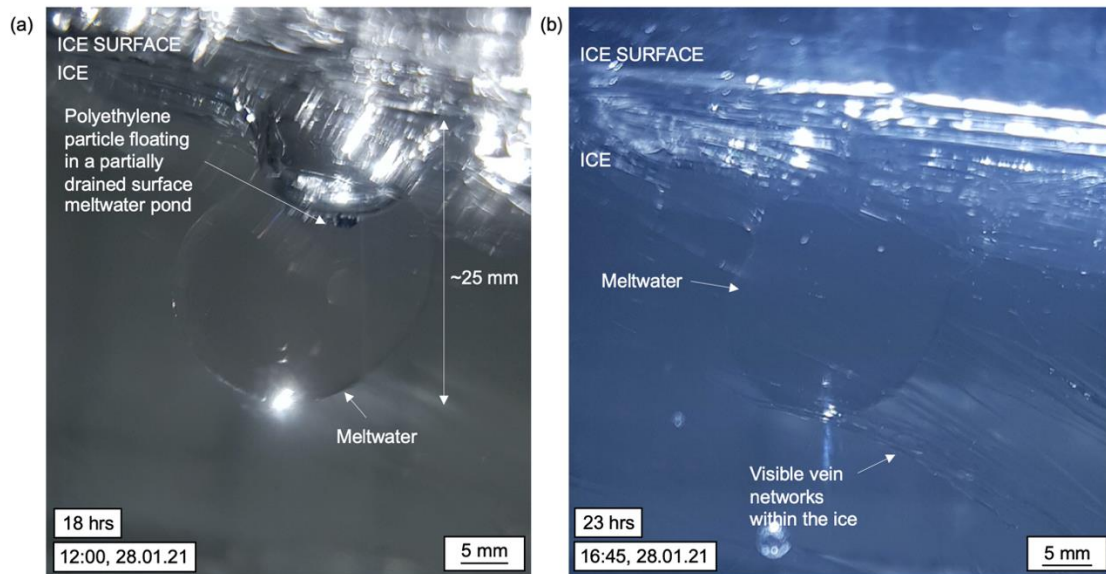 (a)
ICE SURFACE
ICE
Polyethylene
particle floating
in a partially
drained surface
meltwater pond
~25 mm
Meltwater
18 hrs
12:00, 28.01.21
5 mm
(b)
ICE SURFACE
ICE
Meltwater
Visible vein
networks
within the ice
23 hrs
16:45, 28.01.21
5 mm